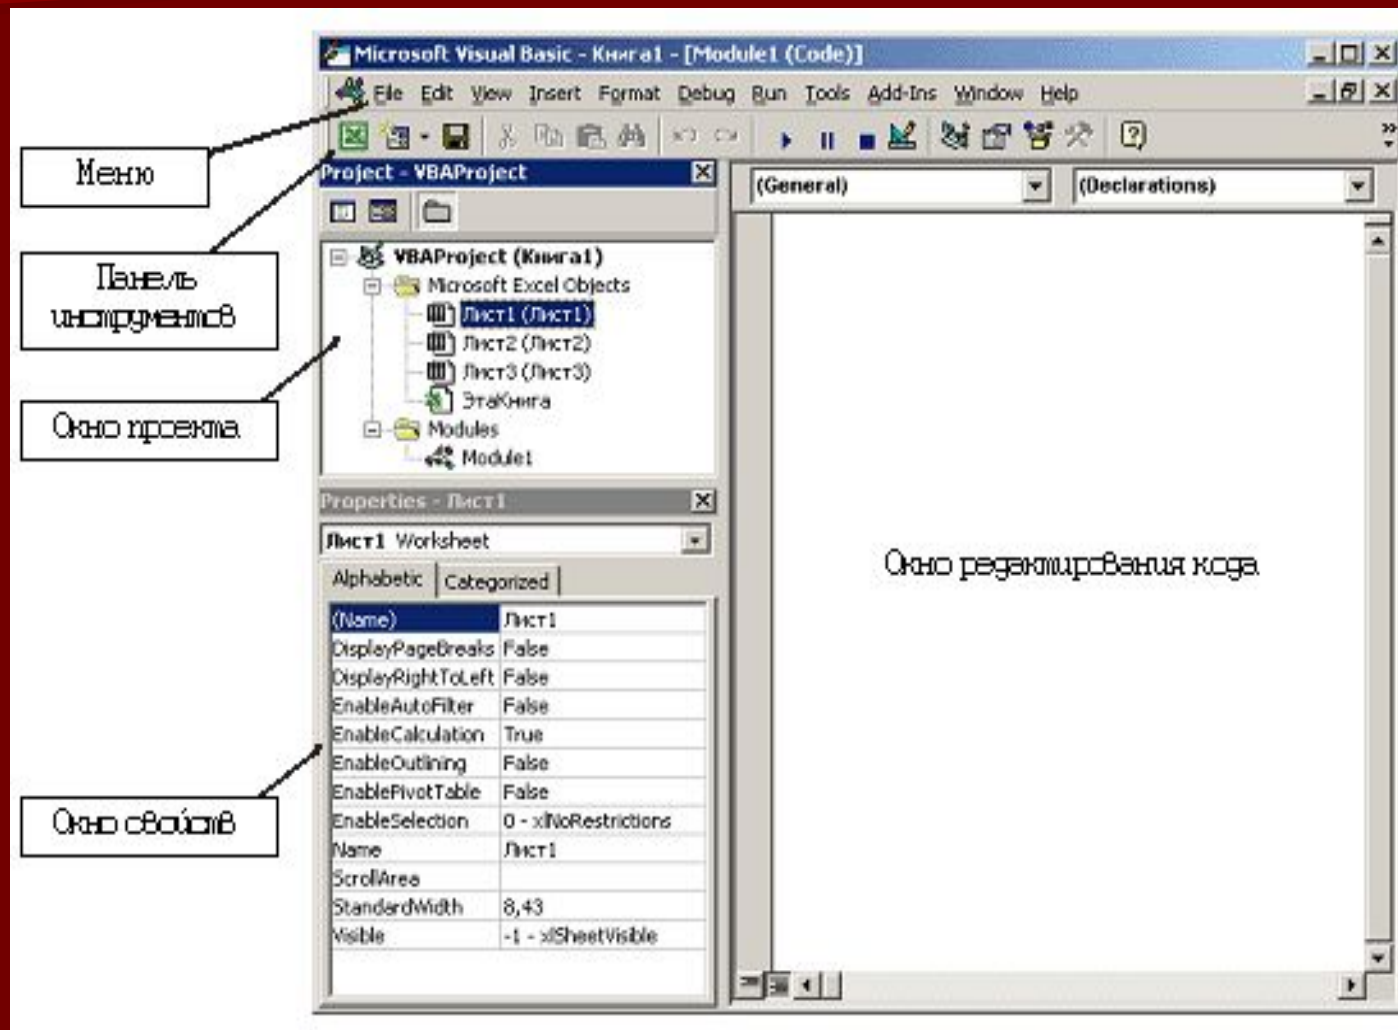 Microsoft Visual Basic - Книга1 - [Module1 (Code)]
File Edit View Insert Format Debug Run Tools Add-Ins Window Help
Меню
Панель
инструментов
Окно проекта
Окно свойств
Project - VBAProject
VBAProject (Книга1)
Microsoft Excel Objects
Лист1 (Лист1)
Лист2 (Лист2)
Лист3 (Лист3)
ЭтаКнига
Modules
Module1
Properties - Лист1
Лист1 Worksheet
Alphabetic Categorized
(Name) Лист1
DisplayPageBreaks False
DisplayRightToLeft False
EnableAutoFilter False
EnableCalculation True
EnableOutlining False
EnablePivotTable False
EnableSelection 0 - xlNoRestrictions
Name Лист1
ScrollArea
StandardWidth 8,43
Visible -1 - xlSheetVisible
(General) (Declarations)
Окно редактирования кода